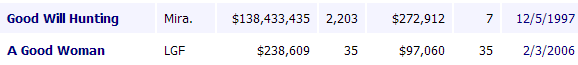 Good Will Hunting Mira. $138,433,435 2,203 $272,912 7 12/5/1997
A Good Woman LGF $238,609 35 $97,060 35 2/3/2006